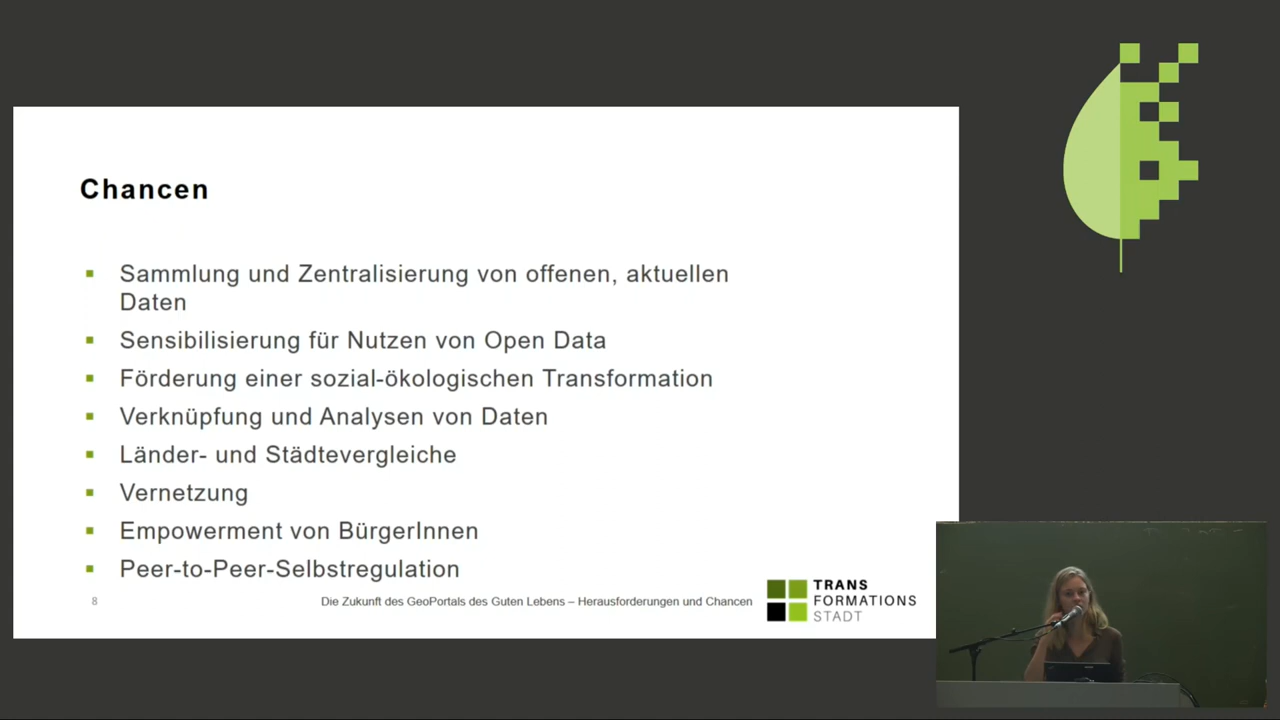 Chancen
Sammlung und Zentralisierung von offenen, aktuellen
Daten
Sensibilisierung für Nutzen von Open Data
Förderung einer sozial-ökologischen Transformation
Verknüpfung und Analysen von Daten
Länder- und Städtevergleiche
Vernetzung
Empowerment von BürgerInnen
Peer-to-Peer-Selbstregulation
8
Die Zukunft des GeoPortals des Guten Lebens – Herausforderungen und Chancen
TRANS
FORMATIONS
STADT